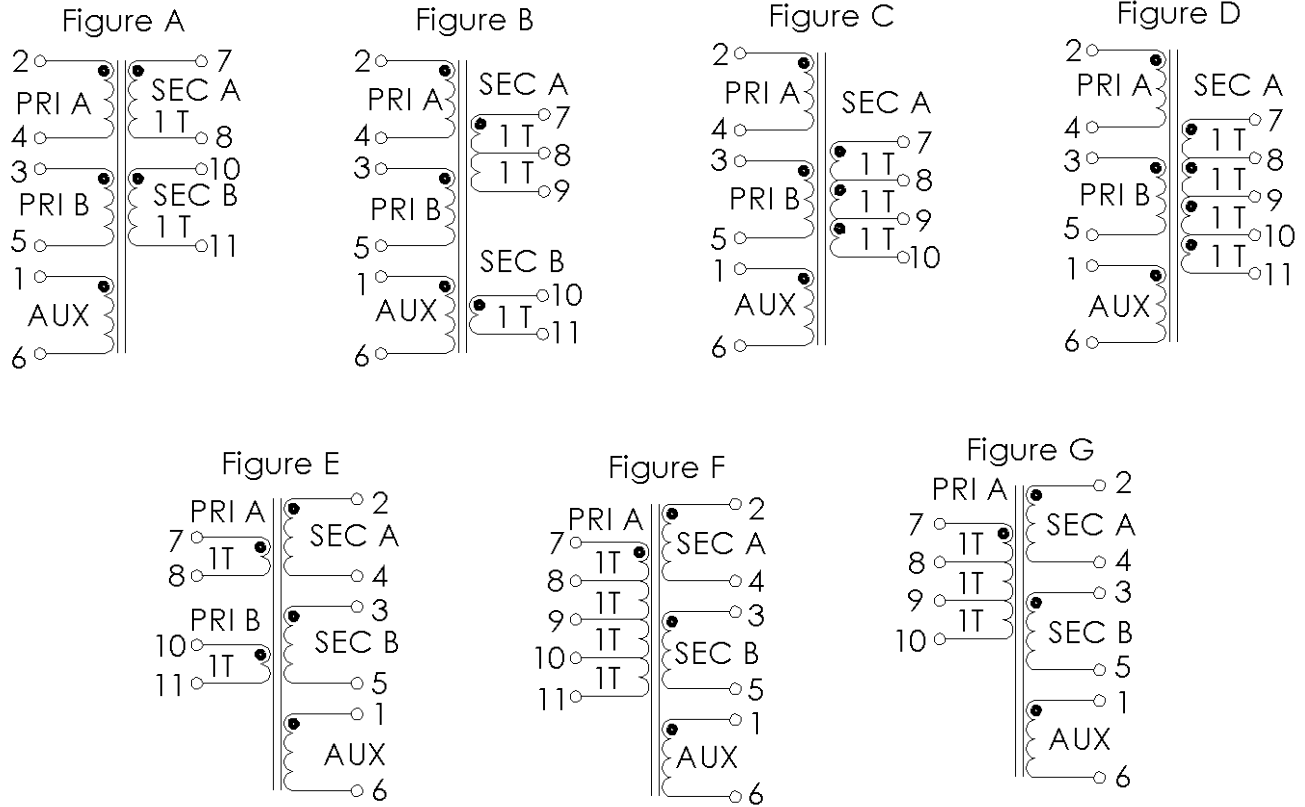 Figure A
2
7
PRI A
SEC A
1 T
4
8
3
10
PRI B
SEC B
1 T
5
11
1
AUX
6
Figure B
2
SEC A
PRI A
7
1 T
4
8
3
1 T
9
PRI B
5
SEC B
1
10
AUX
1 T
11
6
Figure C
2
PRI A
SEC A
4
7
1 T
3
8
1 T
PRI B
9
5
1 T
10
1
AUX
6
Figure D
2
SEC A
PRI A
7
4
1 T
3
8
1 T
PRI B
9
1 T
5
10
1 T
1
11
AUX
6
Figure E
PRI A
2
7
SEC A
1T
8
4
PRI B
3
10
SEC B
1T
11
5
1
AUX
6
Figure F
PRI A
2
7
SEC A
1T
8
4
1T
9
3
1T
10
SEC B
1T
11
5
1
AUX
6
Figure G
PRI A
2
7
SEC A
1T
8
4
1T
9
3
1T
10
SEC B
5
1
AUX
6